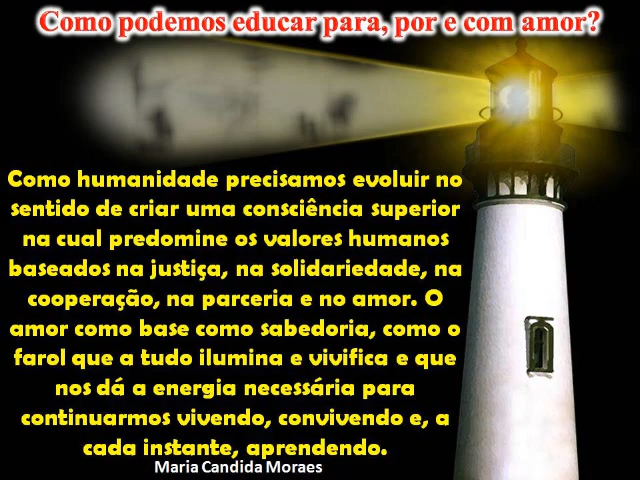 Como podemos educar para, por e com amor?
Como humanidade precisamos evoluir no
sentido de criar uma consciência superior
na cual predomine os valores humanos
baseados na justiça, na solidariedade, na
cooperação, na parceria e no amor. O
amor como base como sabedoria, como o
farol que a tudo ilumina e vivifica e que
nos dá a energia necessária para
continuarmos vivendo, convivendo e, a
cada instante, aprendendo.
Maria Candida Moraes